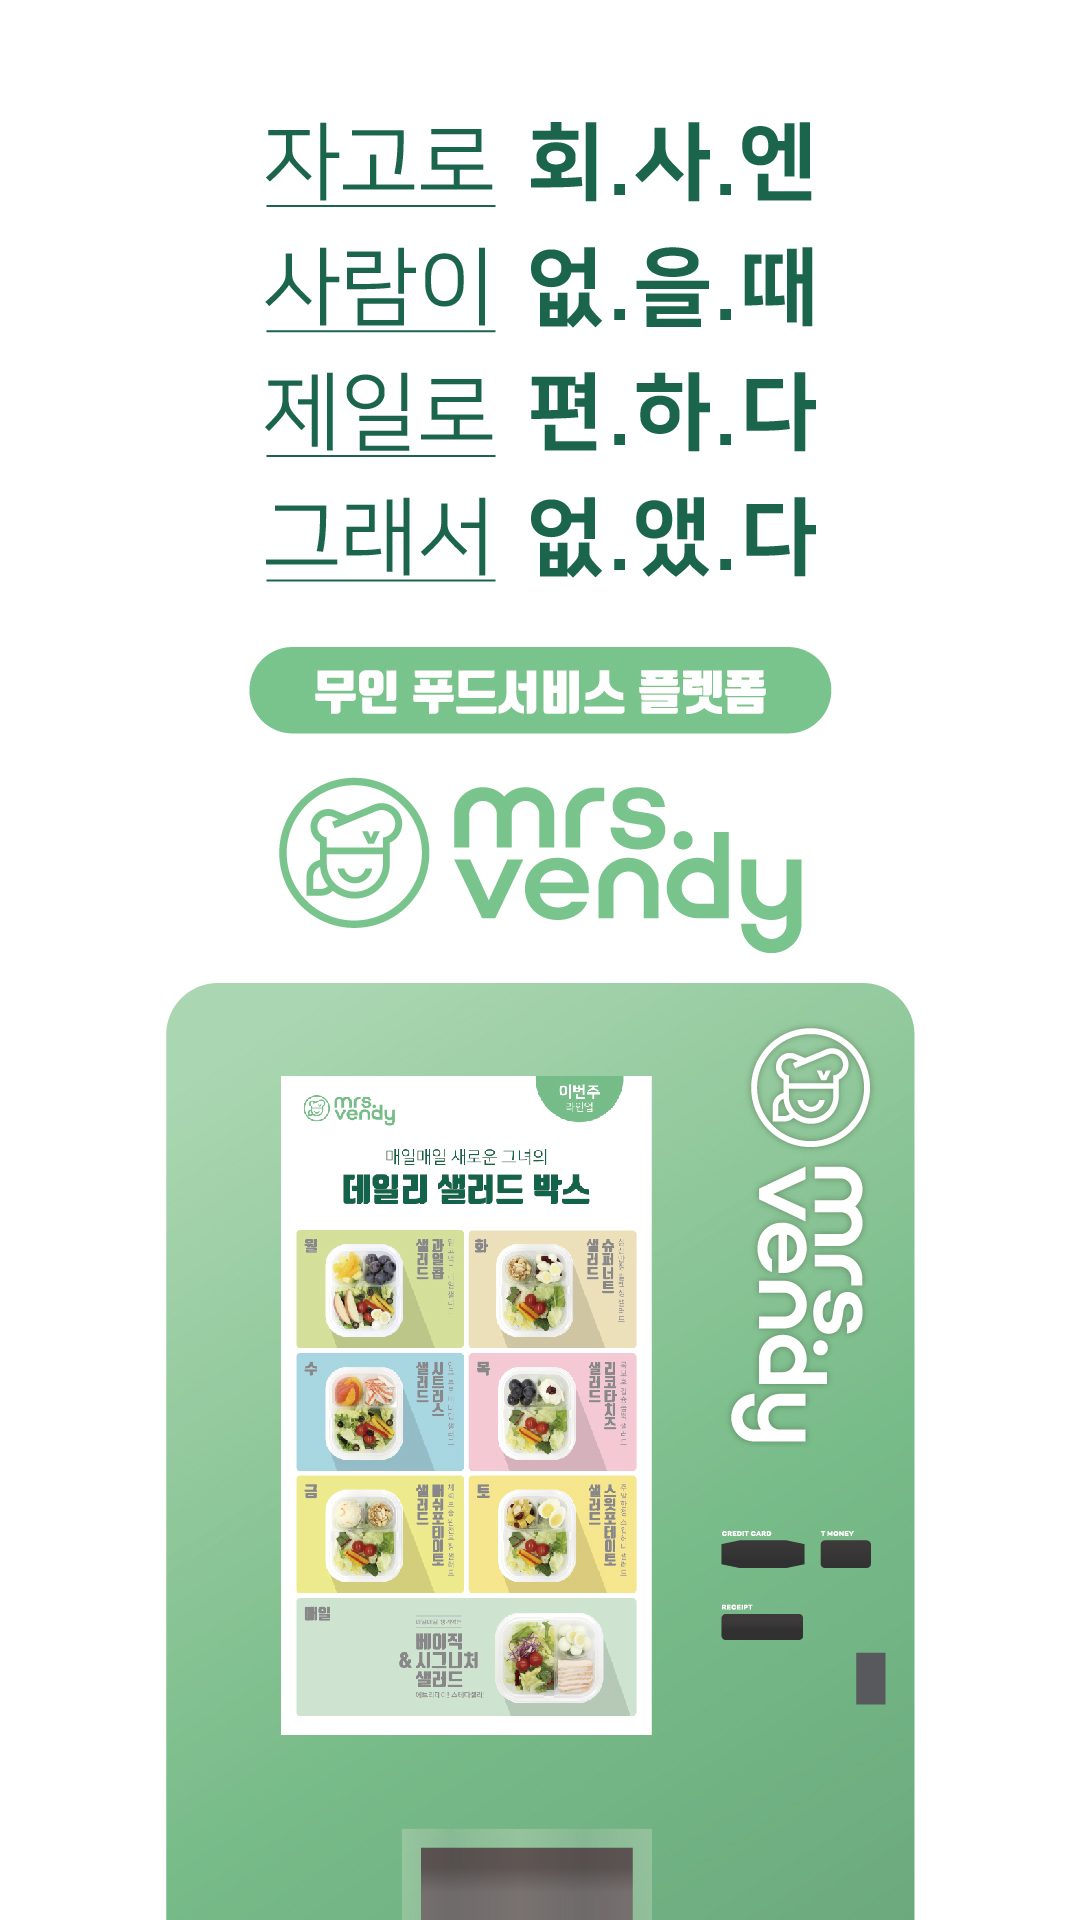 자고로 회.사.엔
사람이 없.을.때
제일로 편.하.다
그래서 없.앴.다
무인 푸드서비스 플렛폼
mrs.
vendy
mrs.
vendy
이번주
라인업
매일매일 새로운 그녀의
데일리 샐러드 박스
월
과일콥
샐러드
화
슈퍼너트
샐러드
수
시트러스
샐러드
목
리코타치즈
샐러드
금
매쉬포테이토
샐러드
토
스윗포테이토
샐러드
매일
베이직
& 시그니처
샐러드
mrs.
vendy
CREDIT CARD
T MONEY
RECEIPT